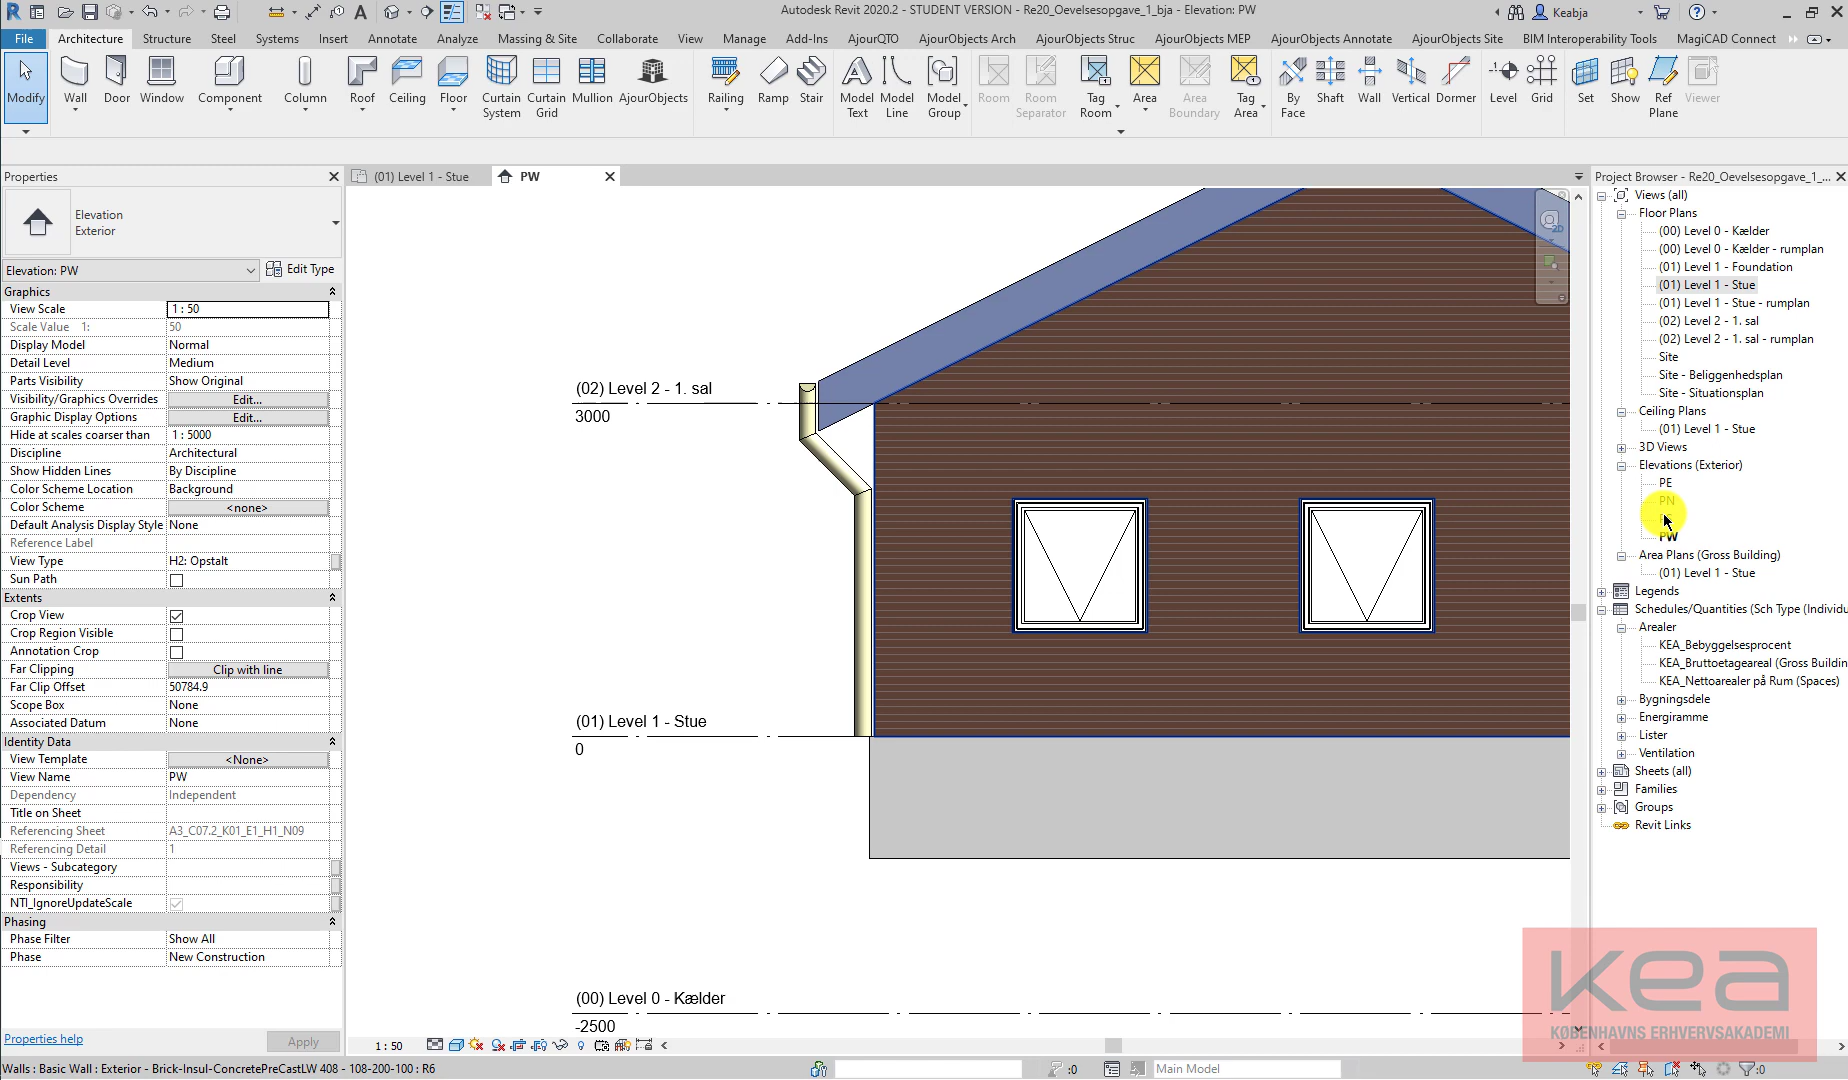 Autodesk Revit 2020.2 - STUDENT VERSION - Re20_Oevelsesopgave_1_bja - Elevation: PW
Keabja
File Architecture Structure Steel Systems Insert Annotate Analyze Massing & Site Collaborate View Manage Add-Ins AjourQTO AjourObjects Arch AjourObjects Struc AjourObjects MEP AjourObjects Annotate AjourObjects Site BIM Interoperability Tools MagiCAD Connect
Modify Wall Door Window Component Column Roof Ceiling Floor Curtain System Curtain Grid Mullion AjourObjects Railing Ramp Stair Model Text Model Line Model Group Room Room Separator Tag Room Area Area Boundary Tag Area By Face Shaft Wall Vertical Dormer Level Grid Set Show Ref Plane Viewer
Properties
(01) Level 1 - Stue
PW
Project Browser - Re20_Oevelsesopgave_1_...
Elevation
Exterior
Elevation: PW
Edit Type
Graphics
View Scale 1 : 50
Scale Value 1: 50
Display Model Normal
Detail Level Medium
Parts Visibility Show Original
Visibility/Graphics Overrides Edit...
Graphic Display Options Edit...
Hide at scales coarser than 1 : 5000
Discipline Architectural
Show Hidden Lines By Discipline
Color Scheme Location Background
Color Scheme <none>
Default Analysis Display Style None
Reference Label
View Type H2: Opstalt
Sun Path
Extents
Crop View
Crop Region Visible
Annotation Crop
Far Clipping Clip with line
Far Clip Offset 50784.9
Scope Box None
Associated Datum None
Identity Data
View Template <None>
View Name PW
Dependency Independent
Title on Sheet
Referencing Sheet A3_C07.2_K01_E1_H1_N09
Referencing Detail 1
Views - Subcategory
Responsibility
NTI_IgnoreUpdateScale
Phasing
Phase Filter Show All
Phase New Construction
Properties help
Apply
(02) Level 2 - 1. sal
3000
(01) Level 1 - Stue
0
(00) Level 0 - Kælder
-2500
2D
Views (all)
Floor Plans
(00) Level 0 - Kælder
(00) Level 0 - Kælder - rumplan
(01) Level 1 - Foundation
(01) Level 1 - Stue
(01) Level 1 - Stue - rumplan
(02) Level 2 - 1. sal
(02) Level 2 - 1. sal - rumplan
Site
Site - Beliggenhedsplan
Site - Situationsplan
Ceiling Plans
(01) Level 1 - Stue
3D Views
Elevations (Exterior)
PE
PN
PW
Area Plans (Gross Building)
(01) Level 1 - Stue
Legends
Schedules/Quantities (Sch Type (Individu
Arealer
KEA_Bebyggelsesprocent
KEA_Bruttoetageareal (Gross Buildin
KEA_Nettoarealer på Rum (Spaces)
Bygningsdele
Energiramme
Lister
Ventilation
Sheets (all)
Families
Groups
Revit Links
kea
KØBENHAVNS ERHVERVSAKADEMI
1 : 50
Walls : Basic Wall : Exterior - Brick-Insul-ConcretePreCastLW 408 - 108-200-100 : R6
:0
Main Model
:0